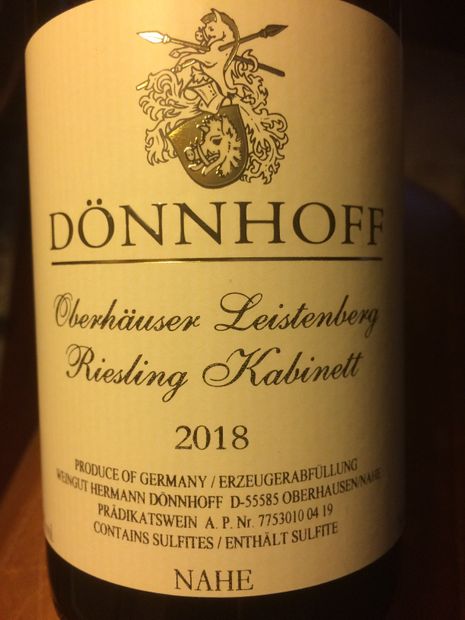 DÖNNHOFF
Oberhäuser Leistenberg
Riesling Kabinett
2018
PRODUCE OF GERMANY / ERZEUGERABFÜLLUNG
WEINGUT HERMANN DÖNNHOFF D-55585 OBERHAUSEN/NAHE
PRÄDIKATSWEIN A. P. Nr. 7753010 04 19
CONTAINS SULFITES / ENTHÄLT SULFITE
NAHE